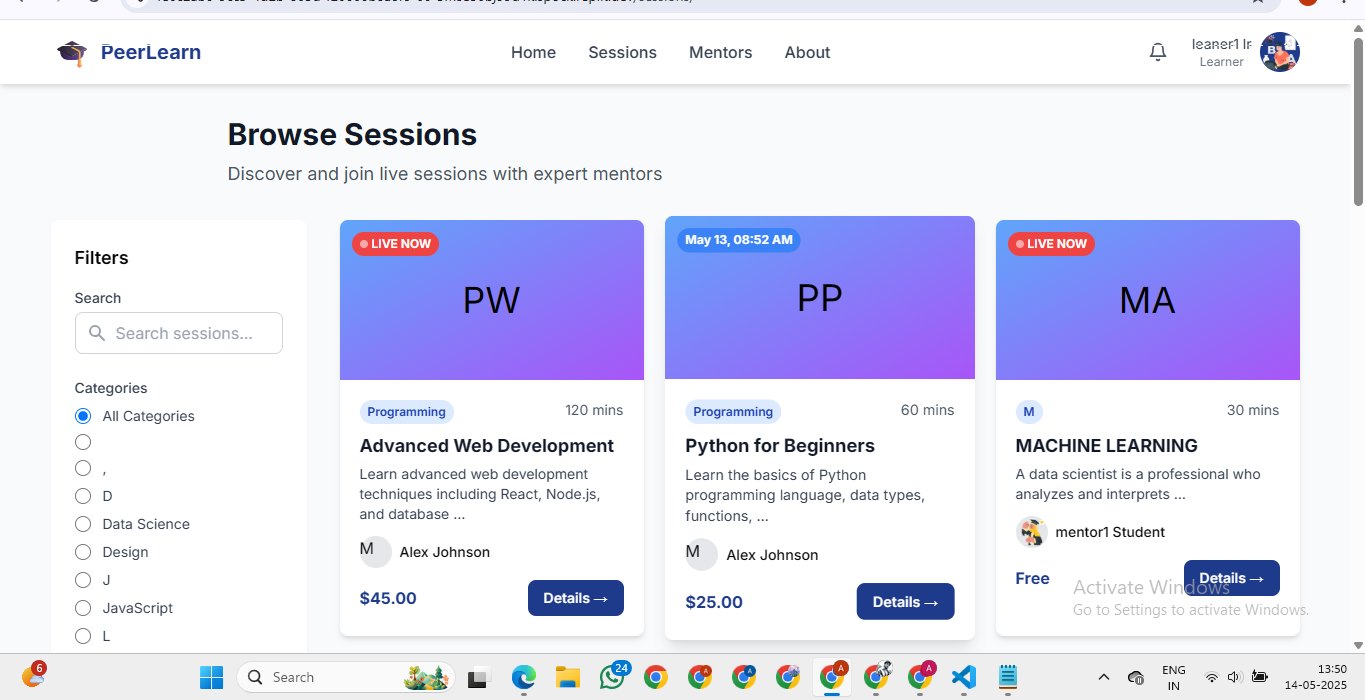 PeerLearn
Home Sessions Mentors About
leaner1 lr
Learner
Browse Sessions
Discover and join live sessions with expert mentors
Filters
Search
Search sessions...
Categories
All Categories
,
D
Data Science
Design
J
JavaScript
L
LIVE NOW
PW
Programming 120 mins
Advanced Web Development
Learn advanced web development
techniques including React, Node.js,
and database ...
M Alex Johnson
$45.00 Details →
May 13, 08:52 AM
PP
Programming 60 mins
Python for Beginners
Learn the basics of Python
programming language, data types,
functions, ...
M Alex Johnson
$25.00 Details →
LIVE NOW
MA
M 30 mins
MACHINE LEARNING
A data scientist is a professional who
analyzes and interprets ...
mentor1 Student
Free Details →
Activate Windows
Go to Settings to activate Windows.
6
Search
24
A
A
A
A
A
ENG
IN
13:50
14-05-2025